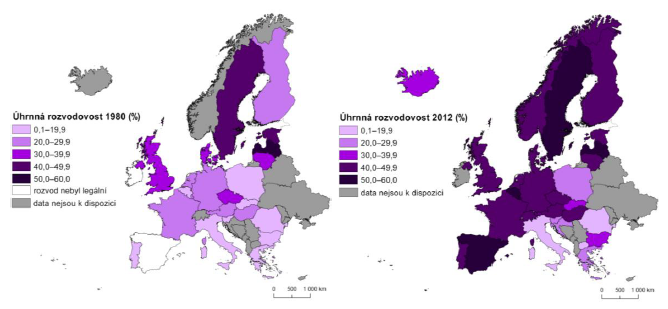 Úhrnná rozvodovost 1980 (%)
0,1–19,9
20,0–29,9
30,0–39,9
40,0–49,9
50,0–60,0
rozvod nebyl legální
data nejsou k dispozici
0 500 1 000 km
Úhrnná rozvodovost 2012 (%)
0,1–19,9
20,0–29,9
30,0–39,9
40,0–49,9
50,0–60,0
data nejsou k dispozici
0 500 1 000 km